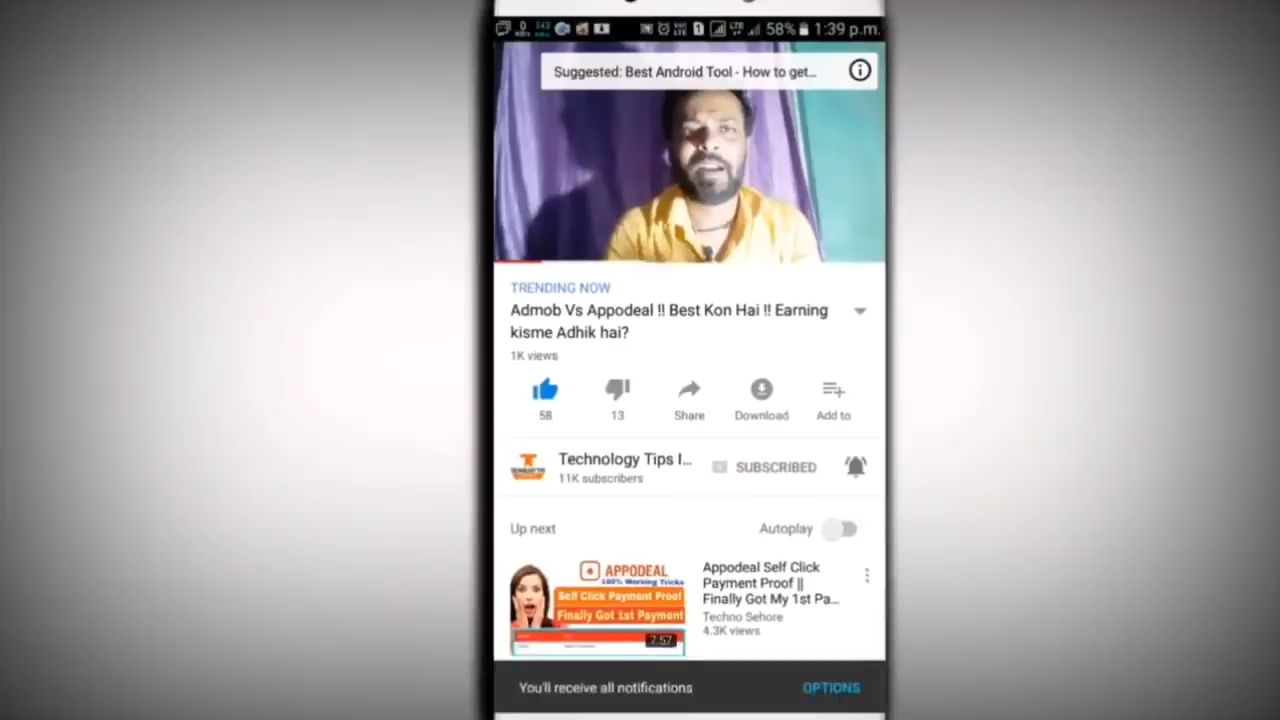 58% 1:39 p.m.
Suggested: Best Android Tool - How to get...
TRENDING NOW
Admob Vs Appodeal !! Best Kon Hai !! Earning
kisme Adhik hai?
1K views
58
13
Share
Download
Add to
Technology Tips I...
SUBSCRIBED
11K subscribers
Up next
Autoplay
APPODEAL
100% Working Tricks
Self Click Payment Proof
Finally Got 1st Payment
7:57
Appodeal Self Click
Payment Proof ||
Finally Got My 1st Pa...
Techno Sehore
4.3K views
You'll receive all notifications
OPTIONS